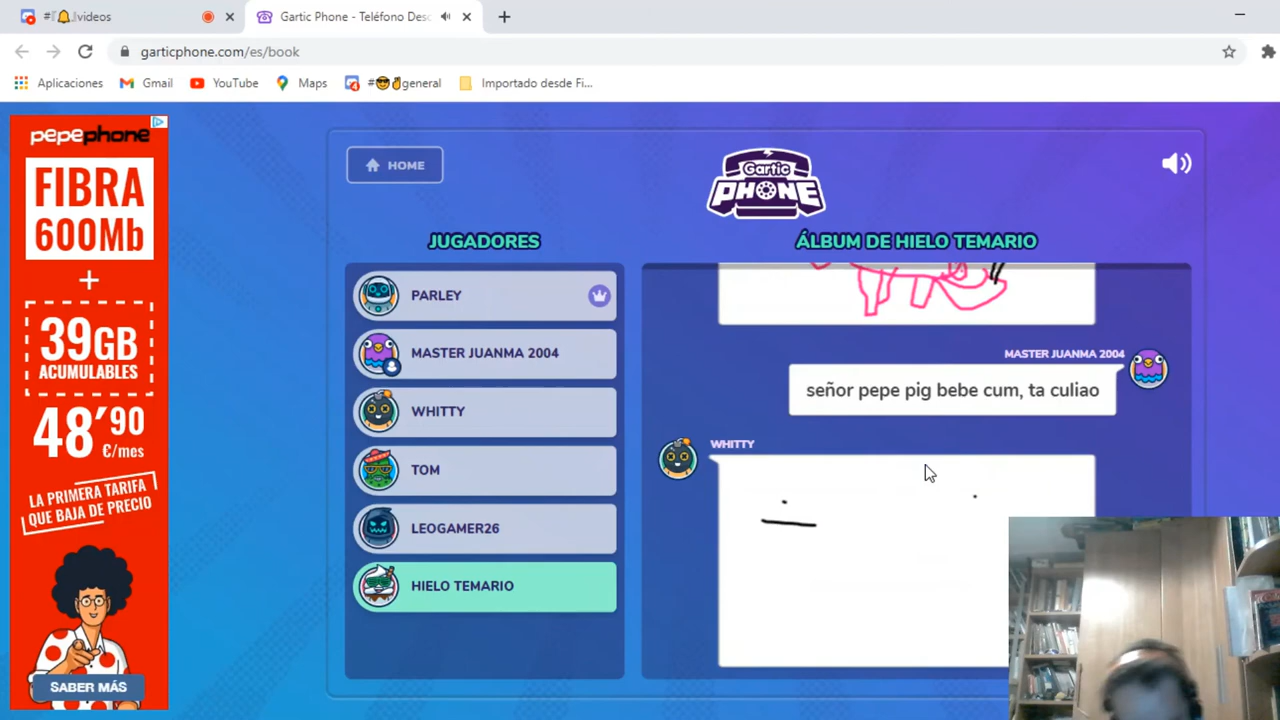 #🔔videos
Gartic Phone - Teléfono Desc
garticphone.com/es/book
Aplicaciones
Gmail
YouTube
Maps
#😎✌general
Importado desde Fi...
pepephone
FIBRA
600Mb
+
39GB
ACUMULABLES
48´90
€/mes
LA PRIMERA TARIFA
QUE BAJA DE PRECIO
SABER MÁS
HOME
Gartic
PHONE
JUGADORES
PARLEY
MASTER JUANMA 2004
WHITTY
TOM
LEOGAMER26
HIELO TEMARIO
ÁLBUM DE HIELO TEMARIO
MASTER JUANMA 2004
señor pepe pig bebe cum, ta culiao
WHITTY